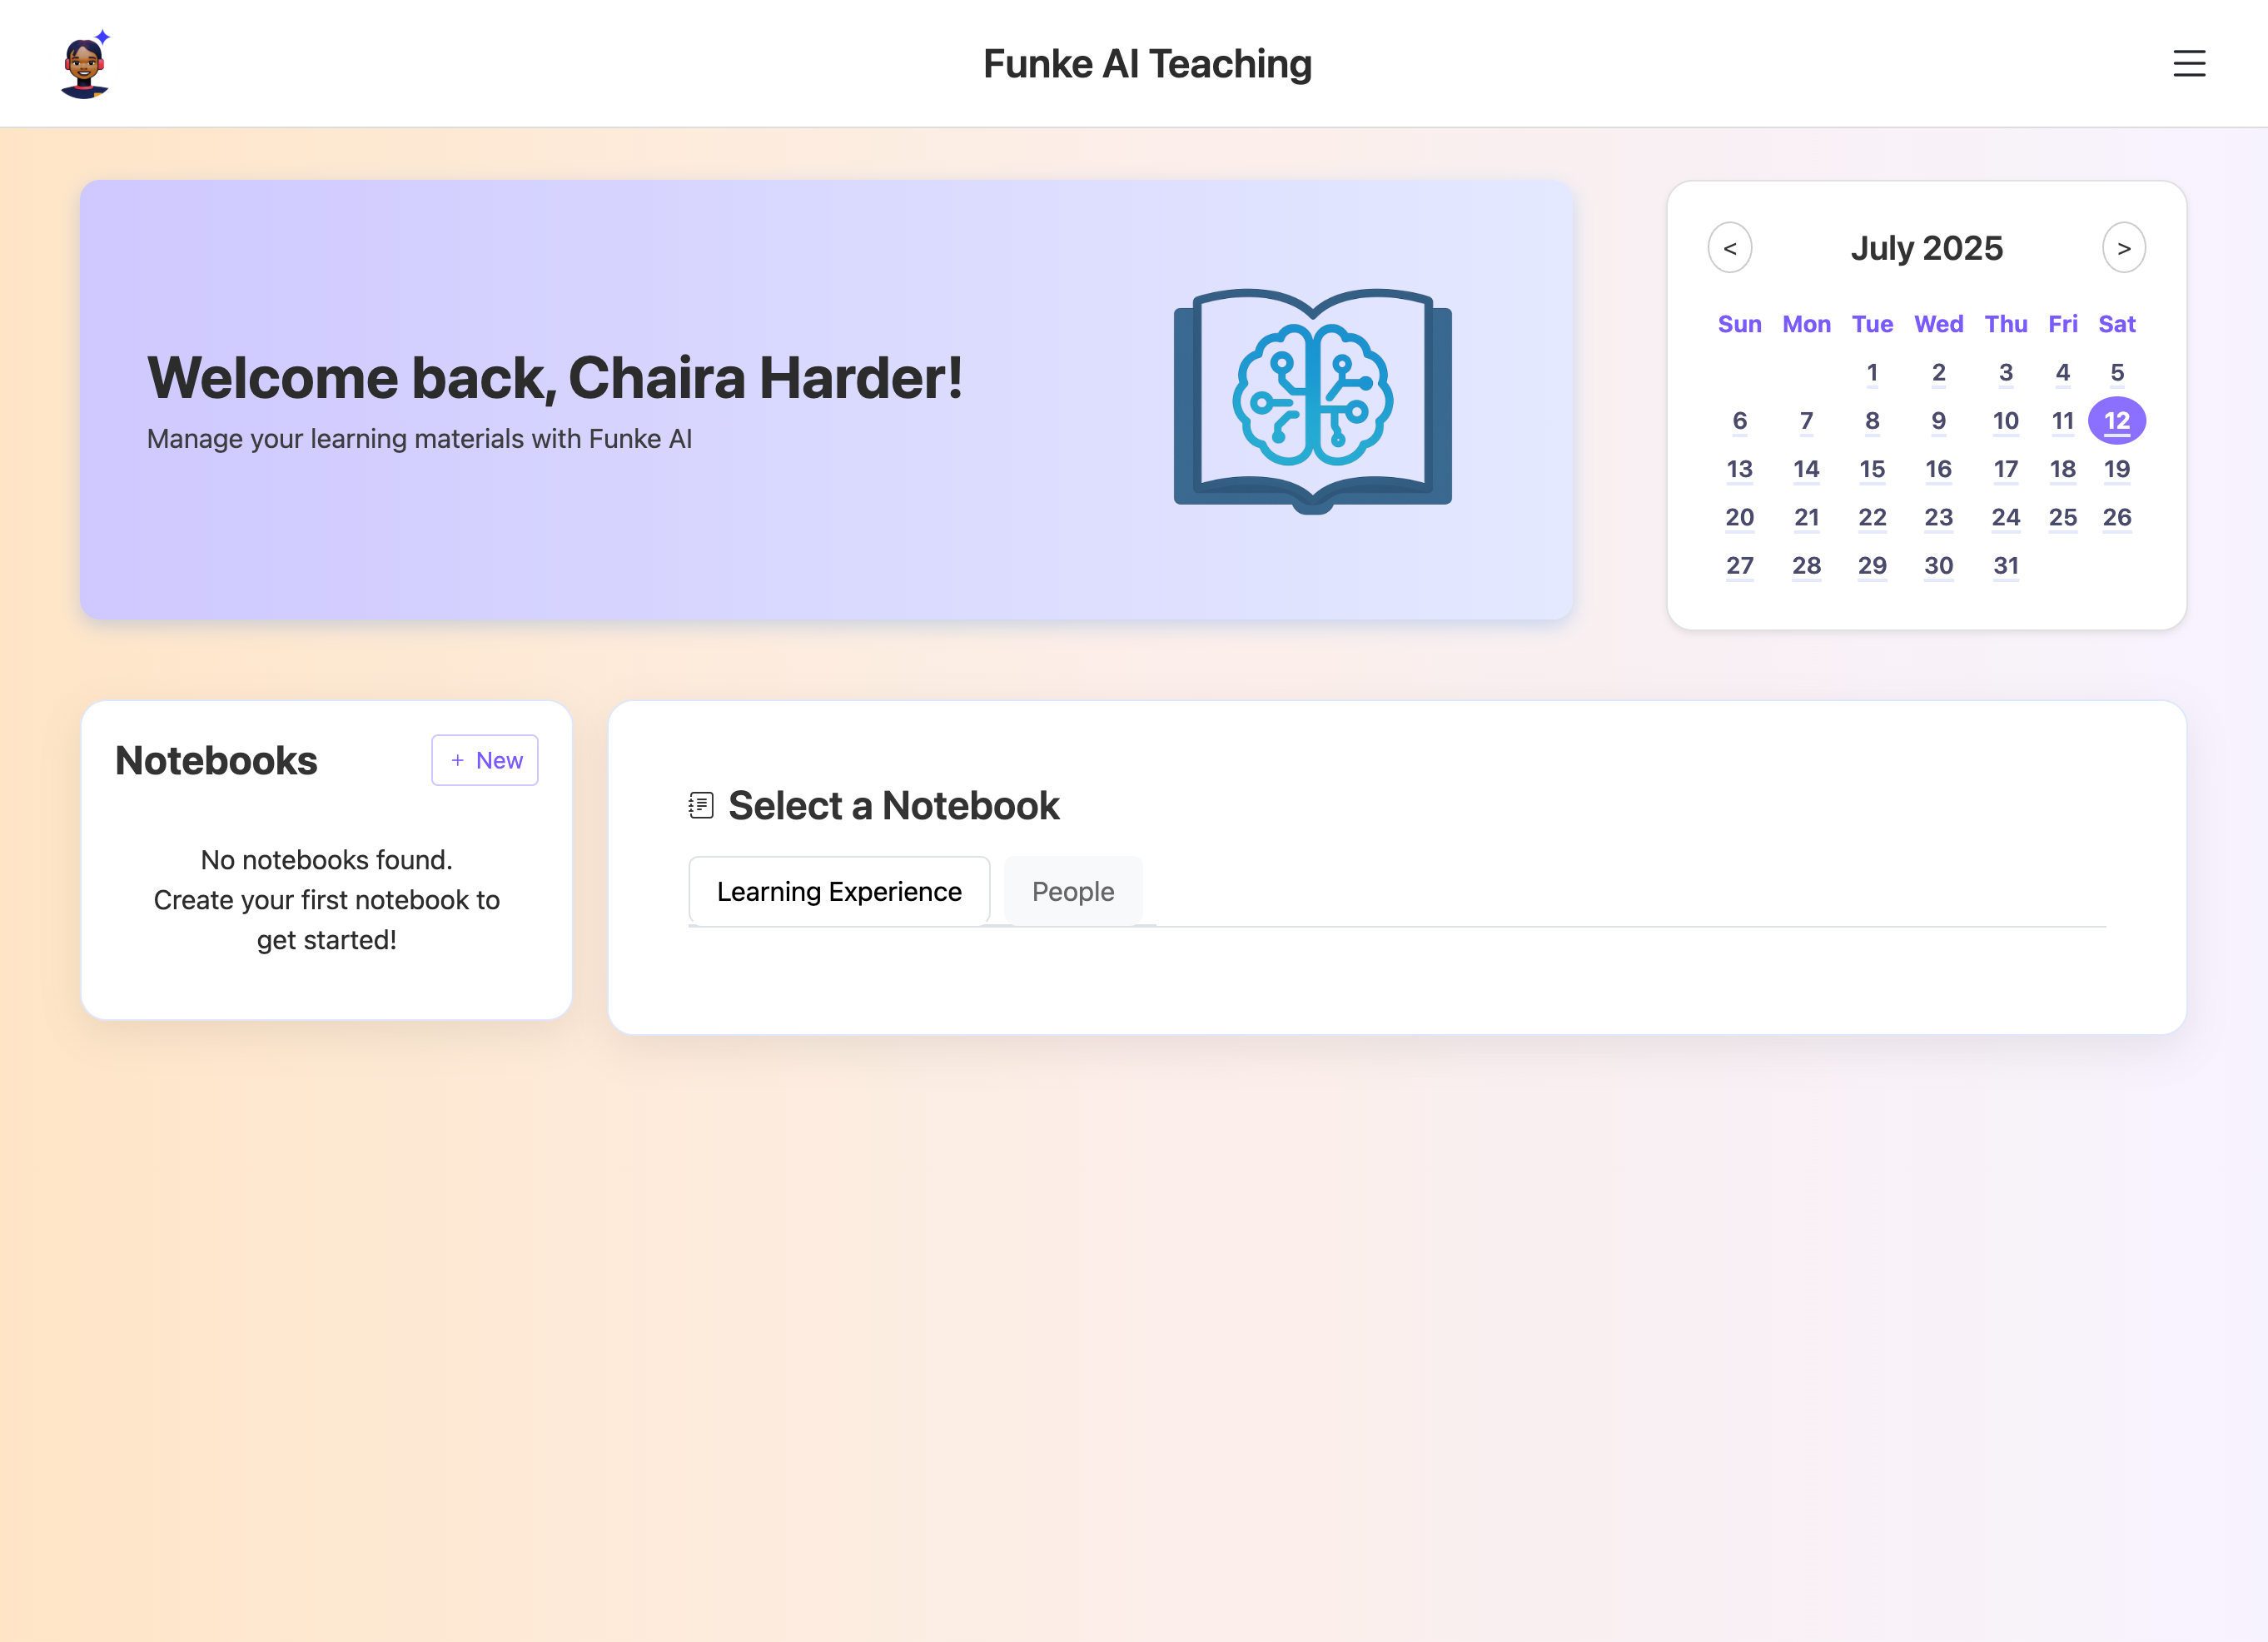 Funke AI Teaching
Welcome back, Chaira Harder!
Manage your learning materials with Funke AI
< July 2025 >
Sun Mon Tue Wed Thu Fri Sat
1 2 3 4 5
6 7 8 9 10 11 12
13 14 15 16 17 18 19
20 21 22 23 24 25 26
27 28 29 30 31
Notebooks
+ New
No notebooks found.
Create your first notebook to
get started!
Select a Notebook
Learning Experience People